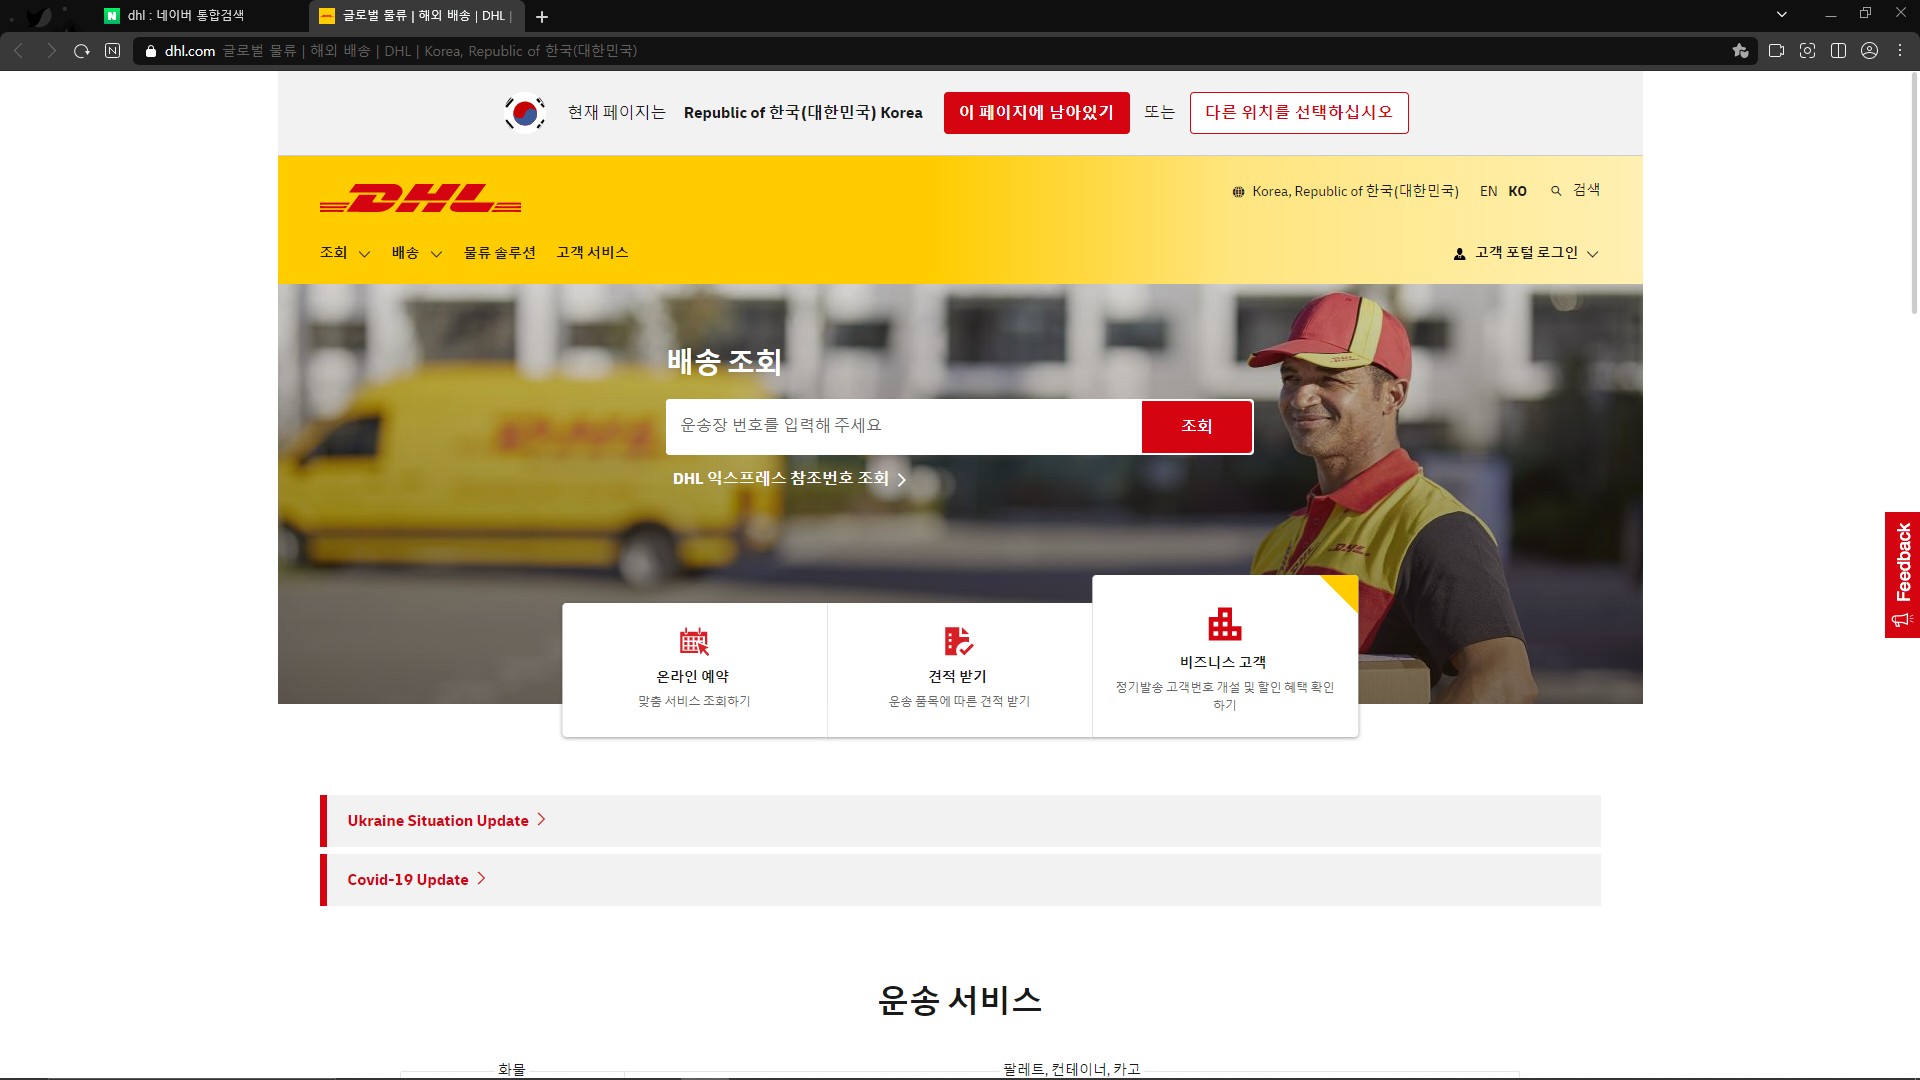 dhl : 네이버 통합검색
글로벌 물류 | 해외 배송 | DHL |
dhl.com 글로벌 물류 | 해외 배송 | DHL | Korea, Republic of 한국(대한민국)
현재 페이지는 Republic of 한국(대한민국) Korea 이 페이지에 남아있기 또는 다른 위치를 선택하십시오
DHL
Korea, Republic of 한국(대한민국) EN KO 검색
조회 배송 물류 솔루션 고객 서비스 고객 포털 로그인
배송 조회
운송장 번호를 입력해 주세요 조회
DHL 익스프레스 참조번호 조회
Feedback
온라인 예약
맞춤 서비스 조회하기
견적 받기
운송 품목에 따른 견적 받기
비즈니스 고객
정기발송 고객번호 개설 및 할인 혜택 확인
하기
Ukraine Situation Update
Covid-19 Update
운송 서비스
화물 팔레트, 컨테이너, 카고